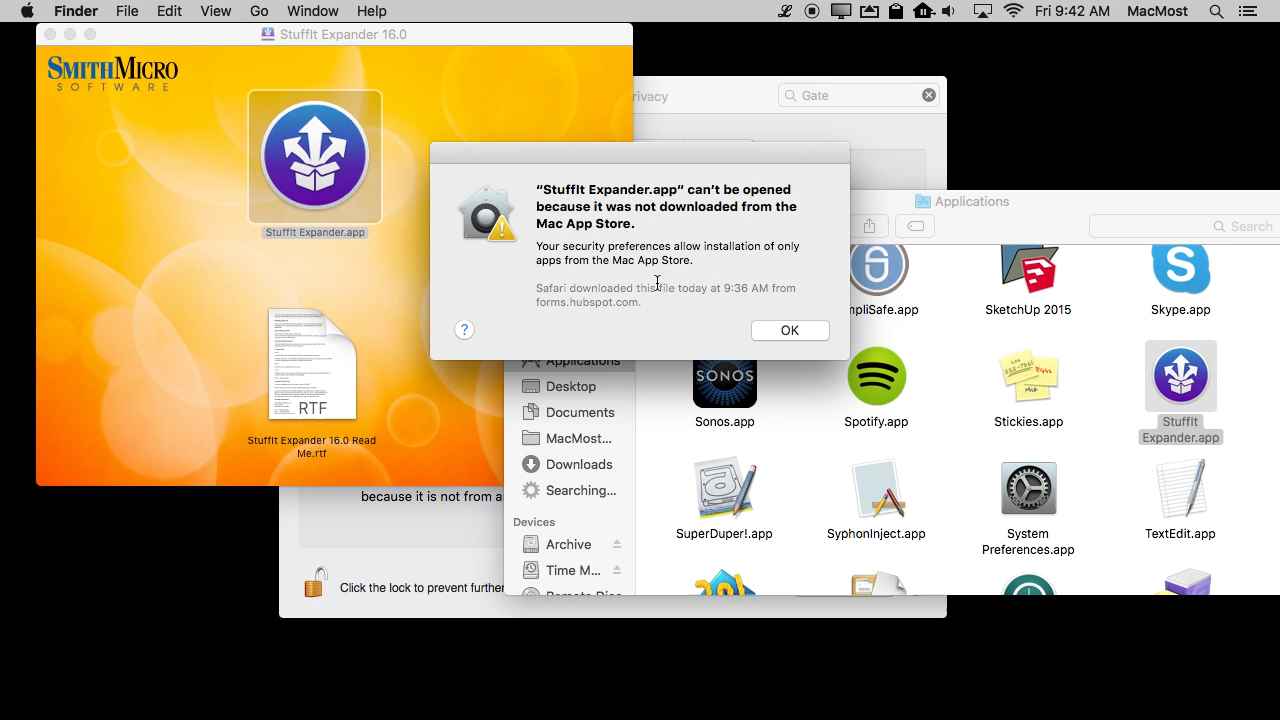 Finder File Edit View Go Window Help Fri 9:42 AM MacMost
StuffIt Expander 16.0
SMITHMICRO
SOFTWARE
StuffIt Expander.app
RTF
StuffIt Expander 16.0 Read
Me.rtf
rivacy
Gate
"StuffIt Expander.app" can't be opened
because it was not downloaded from the
Mac App Store.
Your security preferences allow installation of only
apps from the Mac App Store.
Safari downloaded this file today at 9:36 AM from
forms.hubspot.com.
? OK
because it is not from a
Click the lock to prevent further
Applications
Search
Applications
Desktop
Documents
MacMost...
Downloads
Searching...
Devices
Archive
Time M...
Remote Disc
mpliSafe.app SketchUp 2015 Skype.app
SONOS
Sonos.app Spotify.app Stickies.app StuffIt
Expander.app
SuperDuper!.app SyphonInject.app System
Preferences.app TextEdit.app